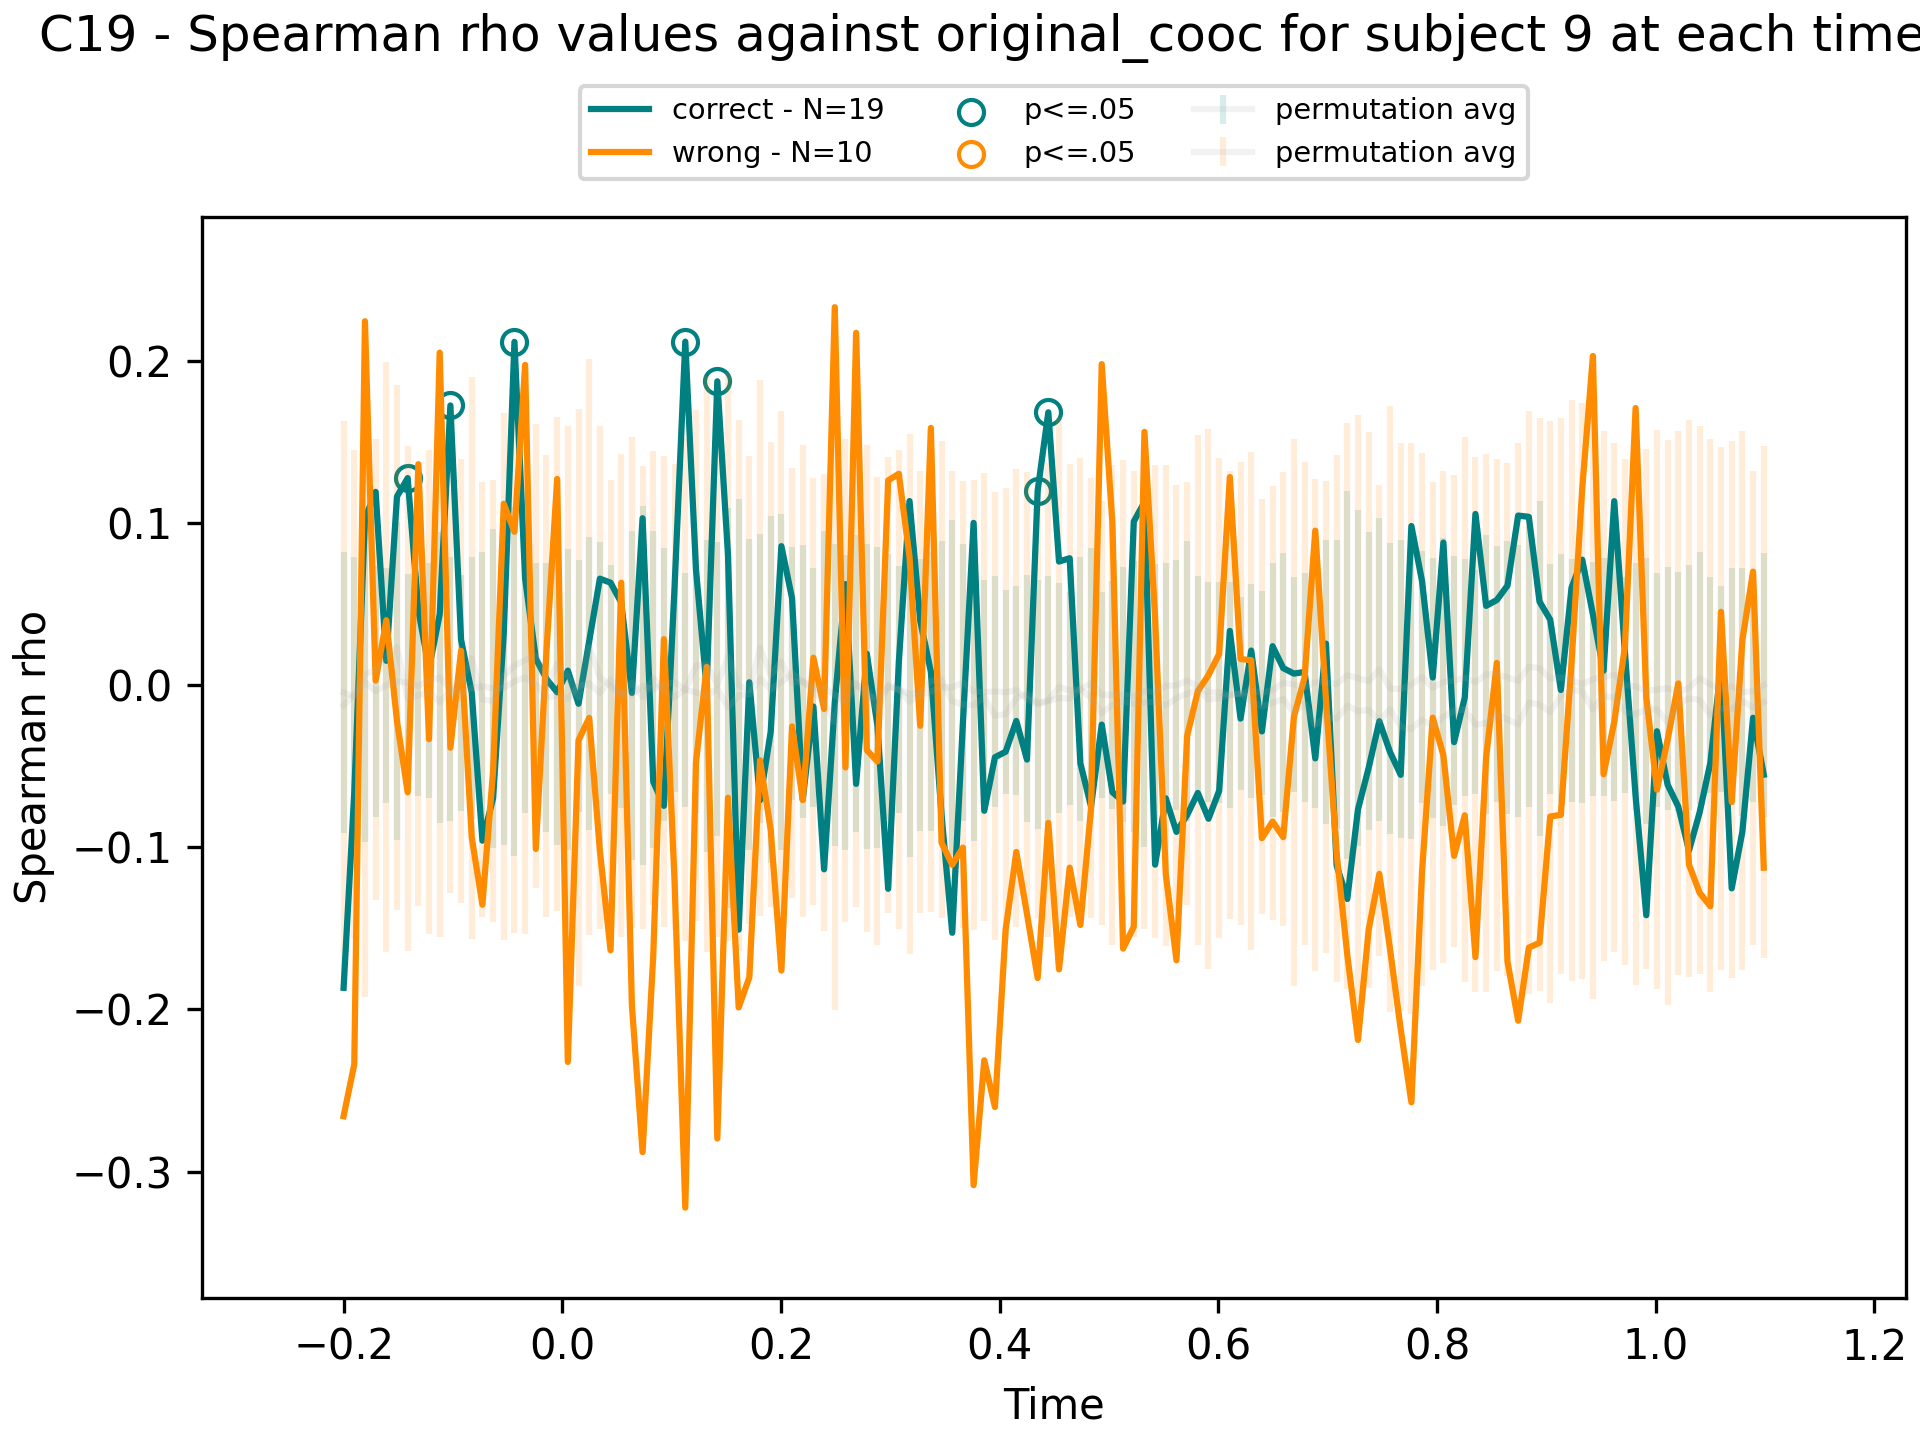 C19 - Spearman rho values against original_cooc for subject 9 at each time
correct - N=19
wrong - N=10
p<=.05
p<=.05
permutation avg
permutation avg
Spearman rho
0.2
0.1
0.0
−0.1
−0.2
−0.3
−0.2 0.0 0.2 0.4 0.6 0.8 1.0 1.2
Time